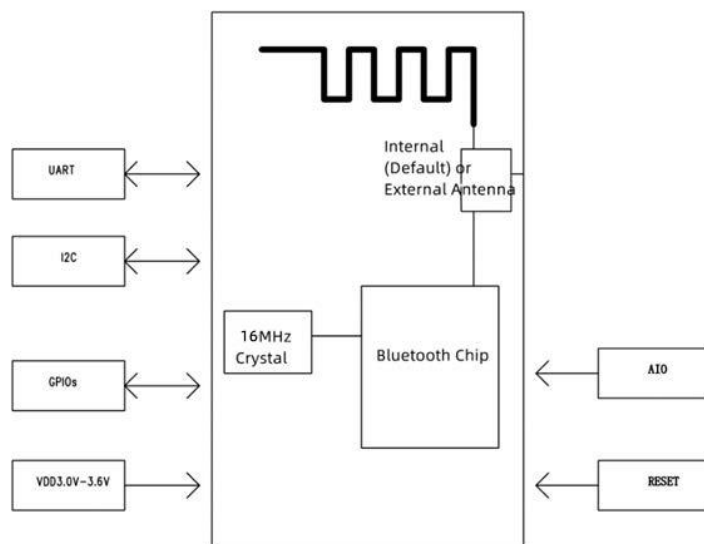 Internal
(Default) or
External Antenna
UART
I2C
16MHz
Crystal
Bluetooth Chip
GPIOs
AIO
VDD3.0V-3.6V
RESET